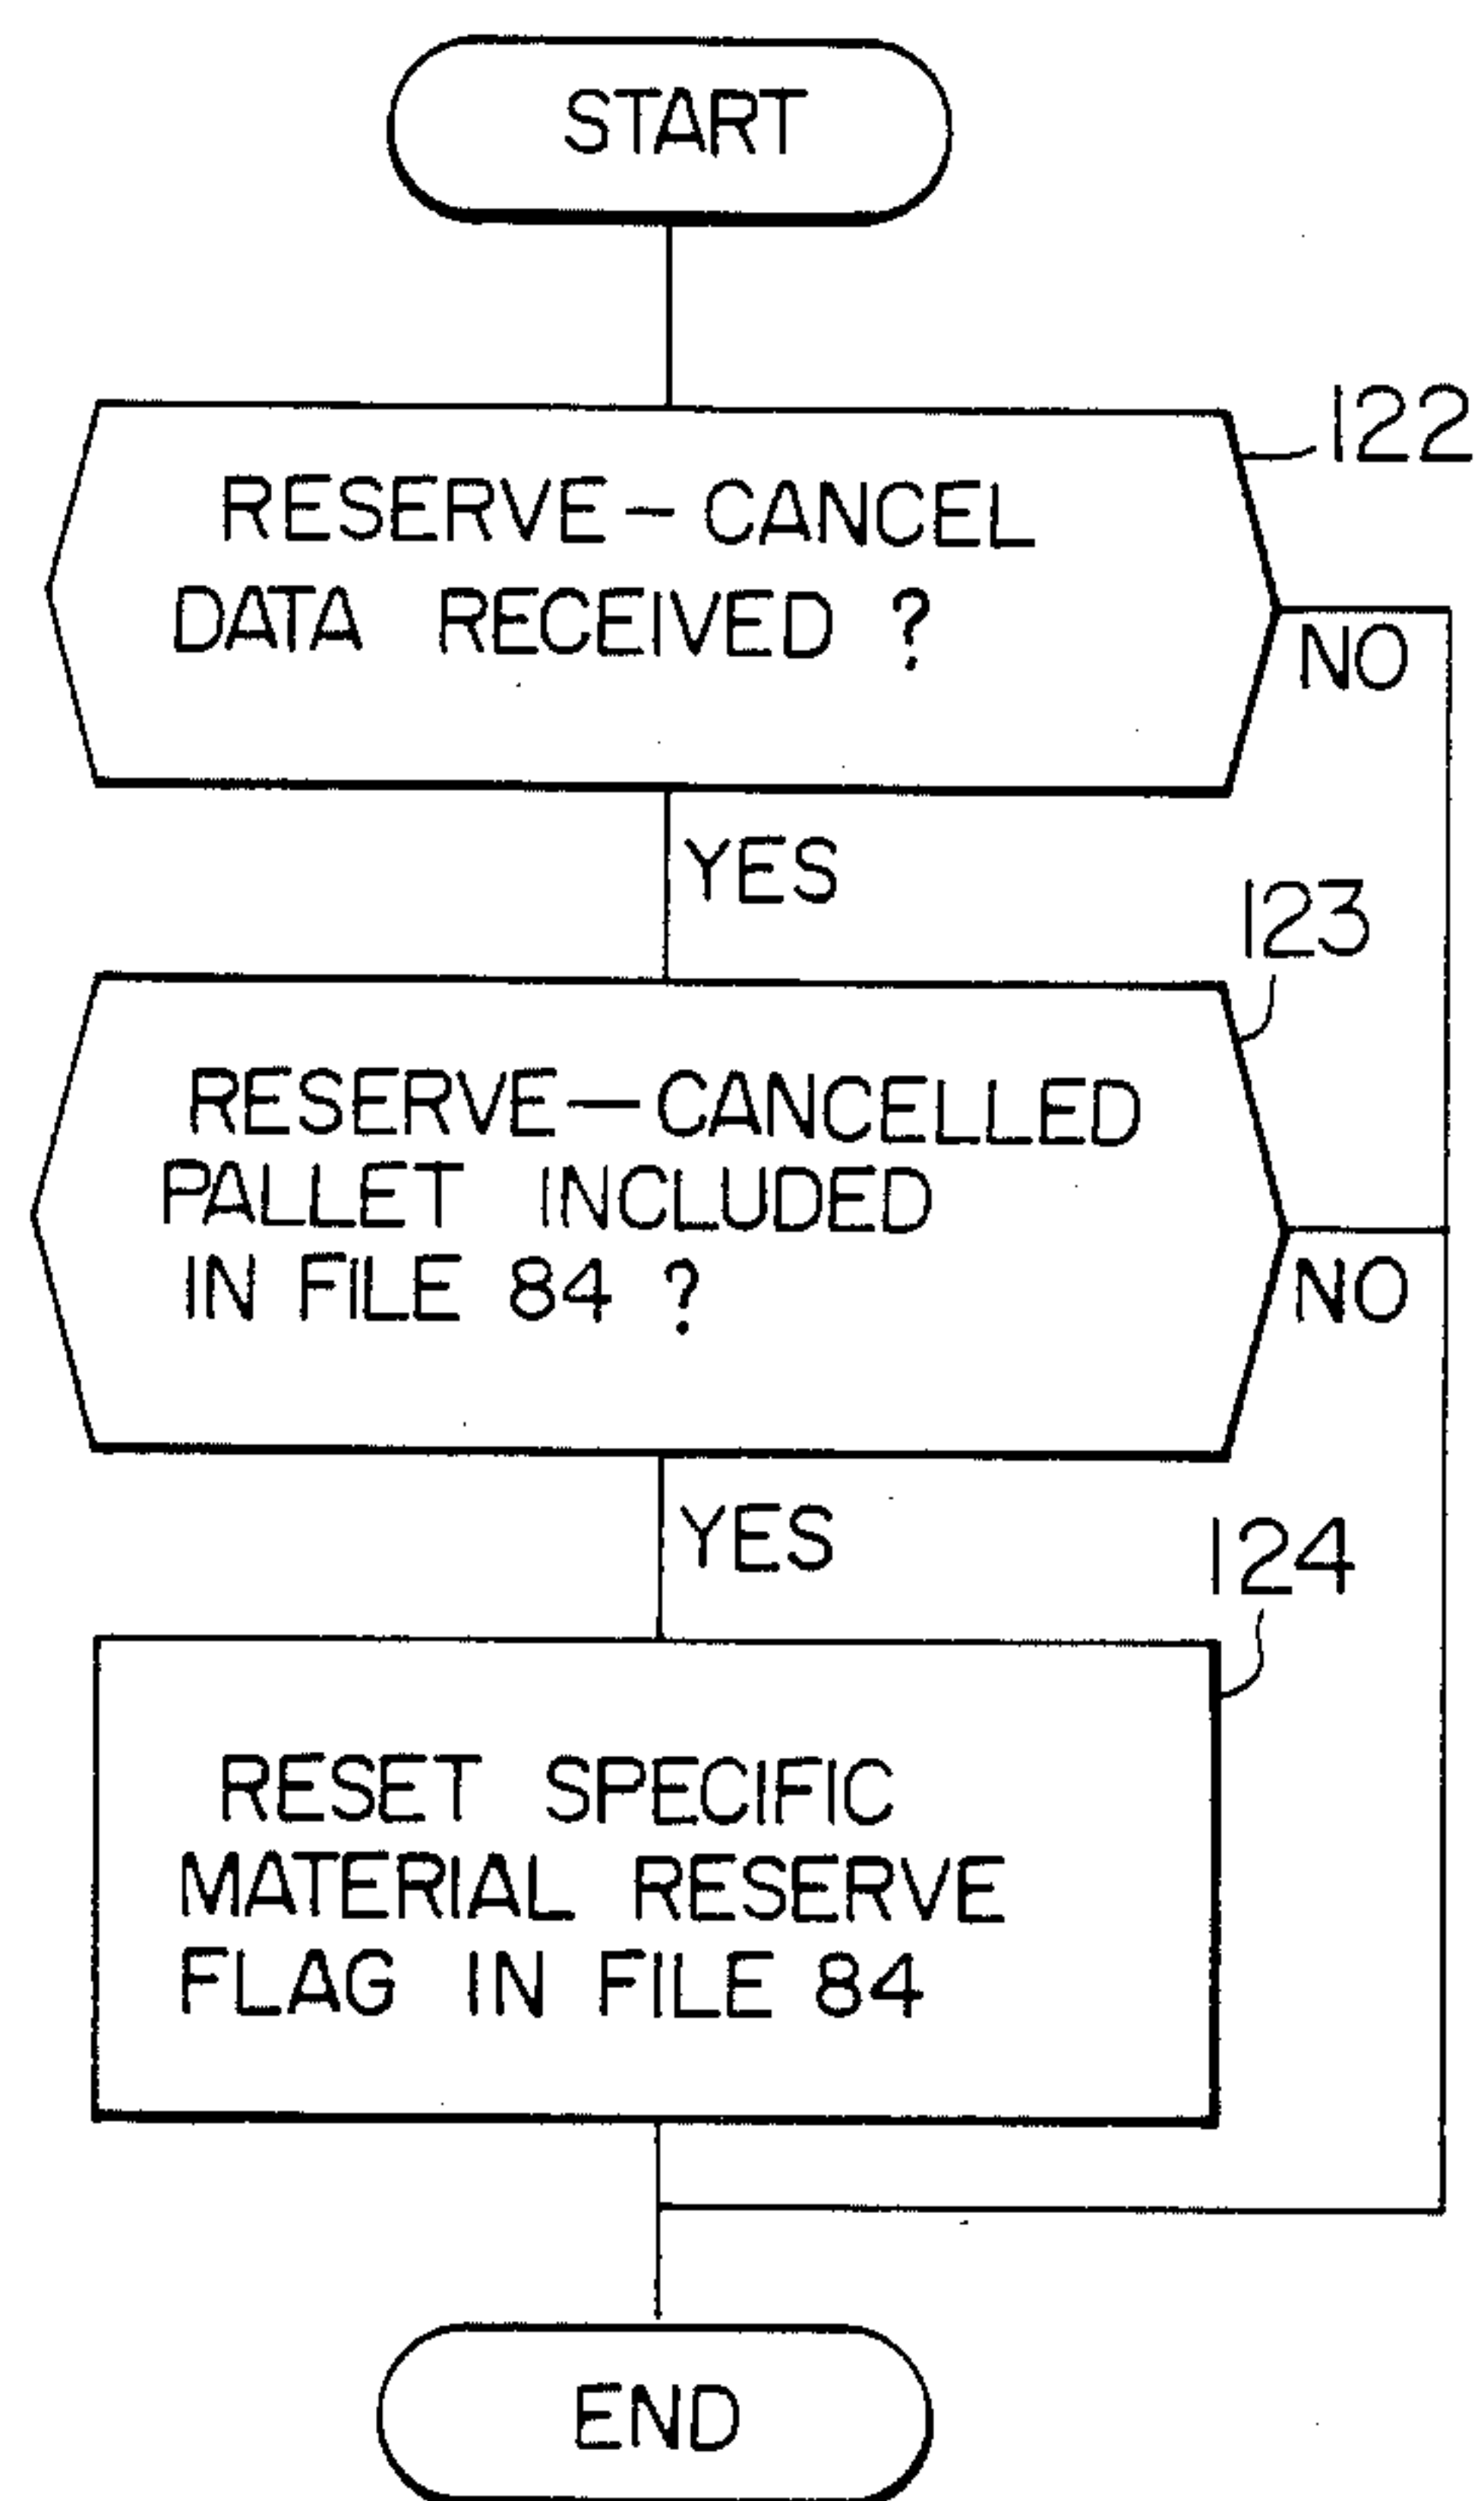 START
122
RESERVE-CANCEL
DATA RECEIVED ?
NO
YES
123
RESERVE-CANCELLED
PALLET INCLUDED
IN FILE 84 ?
NO
YES
124
RESET SPECIFIC
MATERIAL RESERVE
FLAG IN FILE 84
END